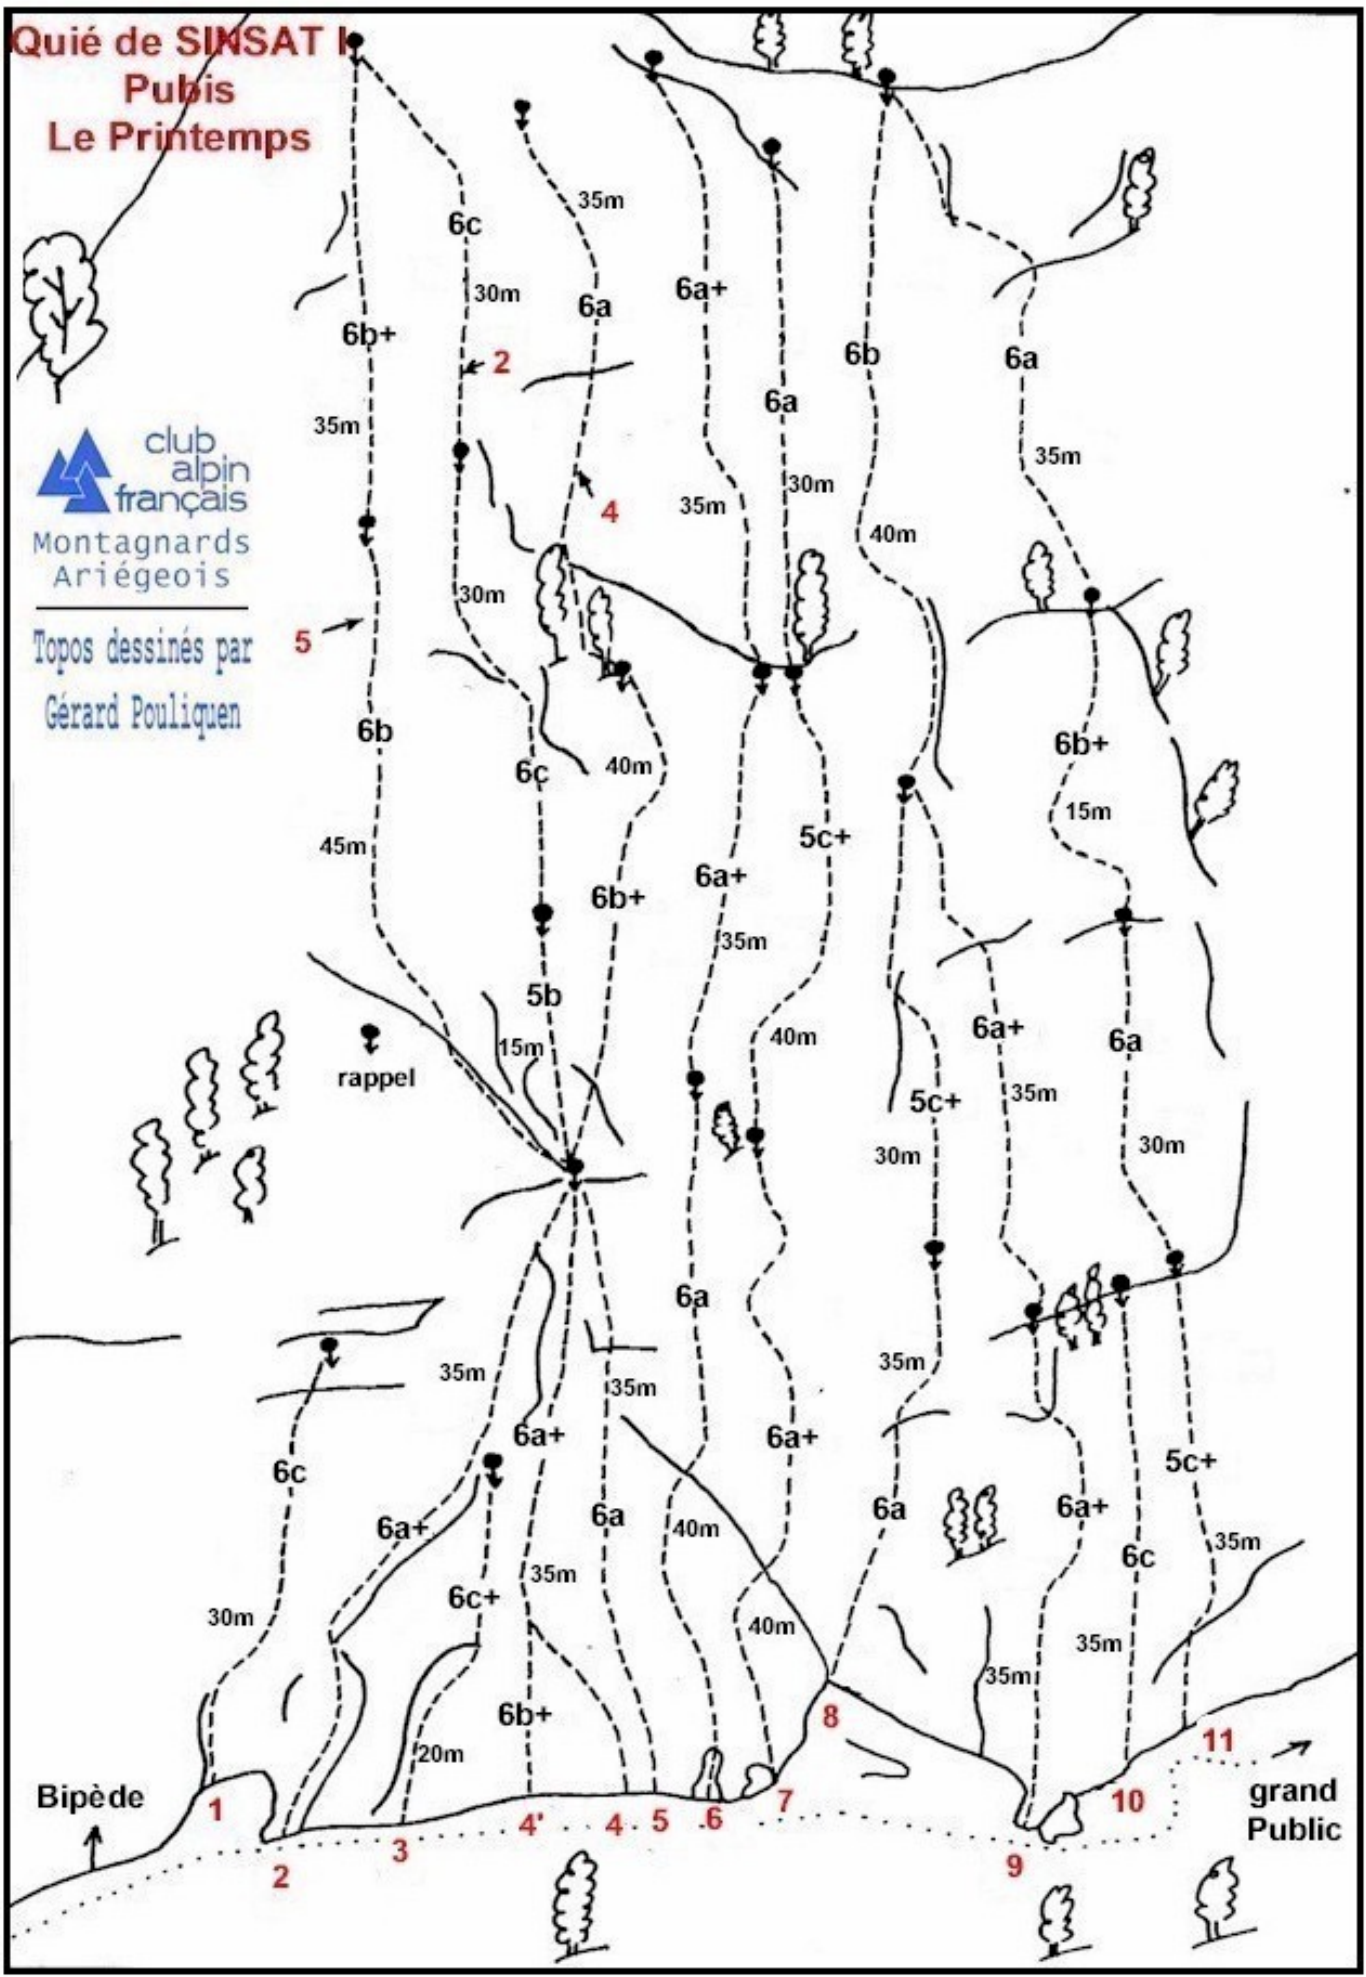 Quié de SINSAT I
Pubis
Le Printemps
club
alpin
français
Montagnards
Ariégeois
Topos dessinés par
Gérard Pouliquen
6c
35m
30m
6a
6a+
6b+
2
6b
6a
6a
35m
35m
30m
35m
4
40m
30m
5
6b
6b+
6c
40m
15m
5c+
45m
6a+
6b+
35m
5b
6a+
6a
40m
15m
rappel
35m
5c+
30m
30m
6a
35m
35m
35m
6a+
6a+
5c+
6c
6a
6a
6a+
6a+
40m
35m
6c
35m
6c+
30m
40m
35m
35m
6b+
8
20m
11
Bipède
1
7
10
grand
Public
4'
4
5
6
3
9
2